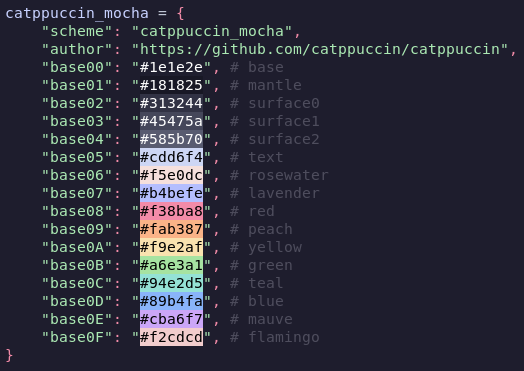 catppuccin_mocha = {
    "scheme": "catppuccin_mocha",
    "author": "https://github.com/catppuccin/catppuccin",
    "base00": "#1e1e2e", # base
    "base01": "#181825", # mantle
    "base02": "#313244", # surface0
    "base03": "#45475a", # surface1
    "base04": "#585b70", # surface2
    "base05": "#cdd6f4", # text
    "base06": "#f5e0dc", # rosewater
    "base07": "#b4befe", # lavender
    "base08": "#f38ba8", # red
    "base09": "#fab387", # peach
    "base0A": "#f9e2af", # yellow
    "base0B": "#a6e3a1", # green
    "base0C": "#94e2d5", # teal
    "base0D": "#89b4fa", # blue
    "base0E": "#cba6f7", # mauve
    "base0F": "#f2cdcd", # flamingo
}